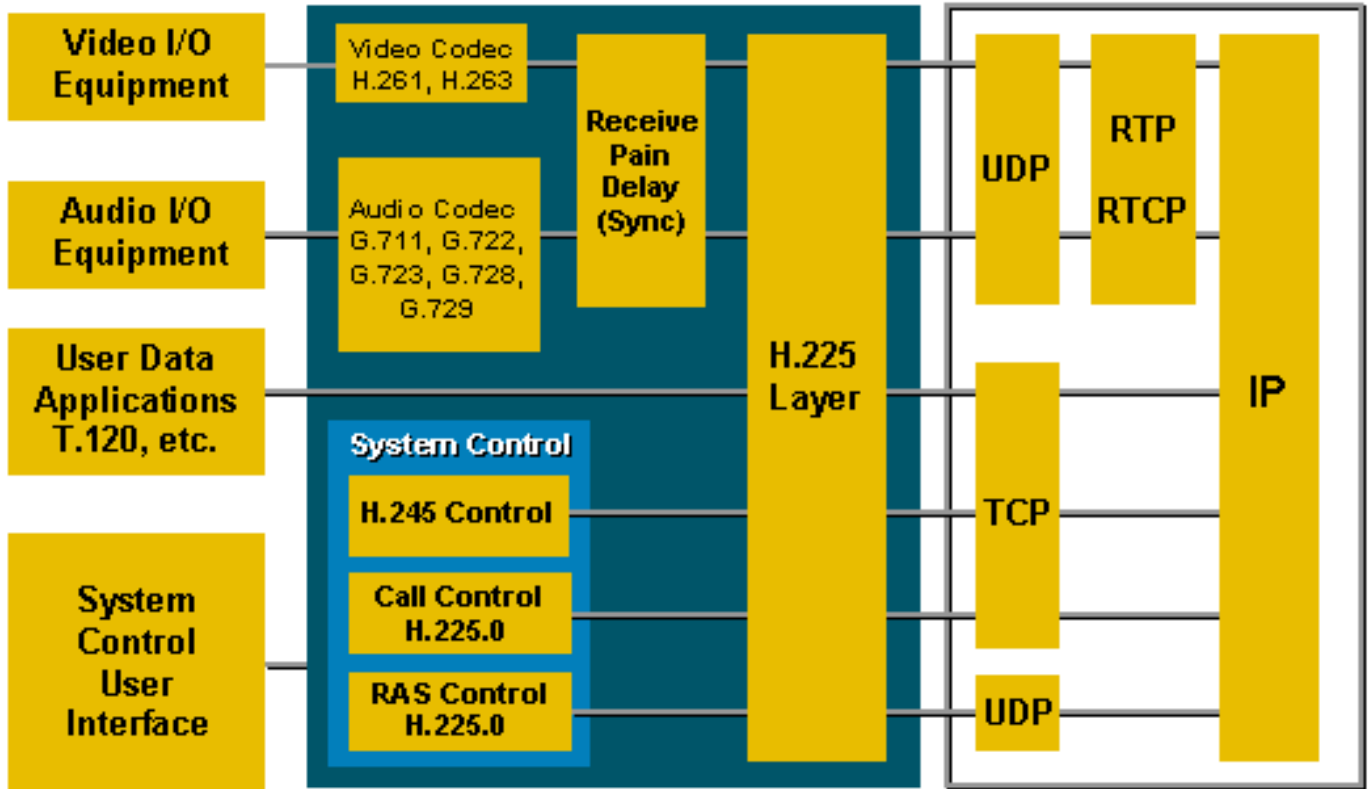 Video I/O
Equipment
Audio I/O
Equipment
User Data
Applications
T.120, etc.
System
Control
User
Interface
Video Codec
H.261, H.263
Audio Codec
G.711, G.722,
G.723, G.728,
G.729
Receive
Pain
Delay
(Sync)
System Control
H.245 Control
Call Control
H.225.0
RAS Control
H.225.0
H.225
Layer
UDP
RTP
RTCP
TCP
UDP
IP